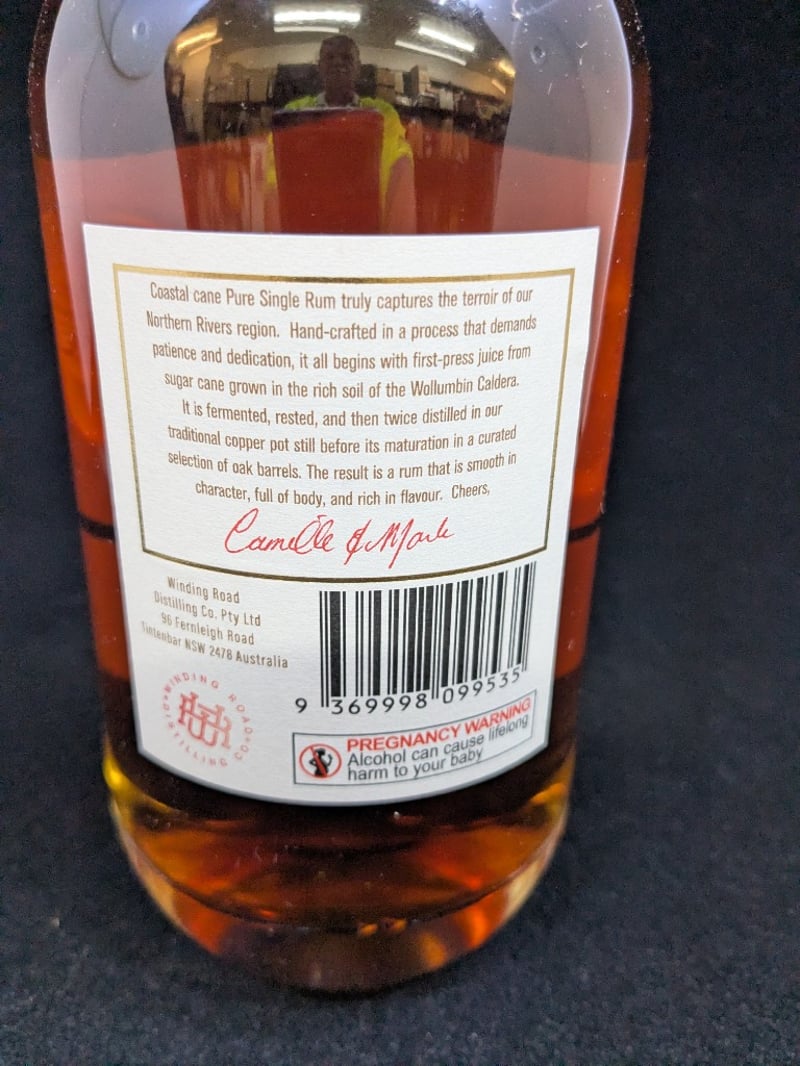 Coastal cane Pure Single Rum truly captures the terroir of our
Northern Rivers region. Hand-crafted in a process that demands
patience and dedication, it all begins with first-press juice from
sugar cane grown in the rich soil of the Wollumbin Caldera.
It is fermented, rested, and then twice distilled in our
traditional copper pot still before its maturation in a curated
selection of oak barrels. The result is a rum that is smooth in
character, full of body, and rich in flavour. Cheers,
Camille & Mark
Winding Road
Distilling Co. Pty Ltd
96 Fernleigh Road
Tintenbar NSW 2478 Australia
WINDING ROAD DISTILLING CO
9 369998 099535
PREGNANCY WARNING
Alcohol can cause lifelong
harm to your baby